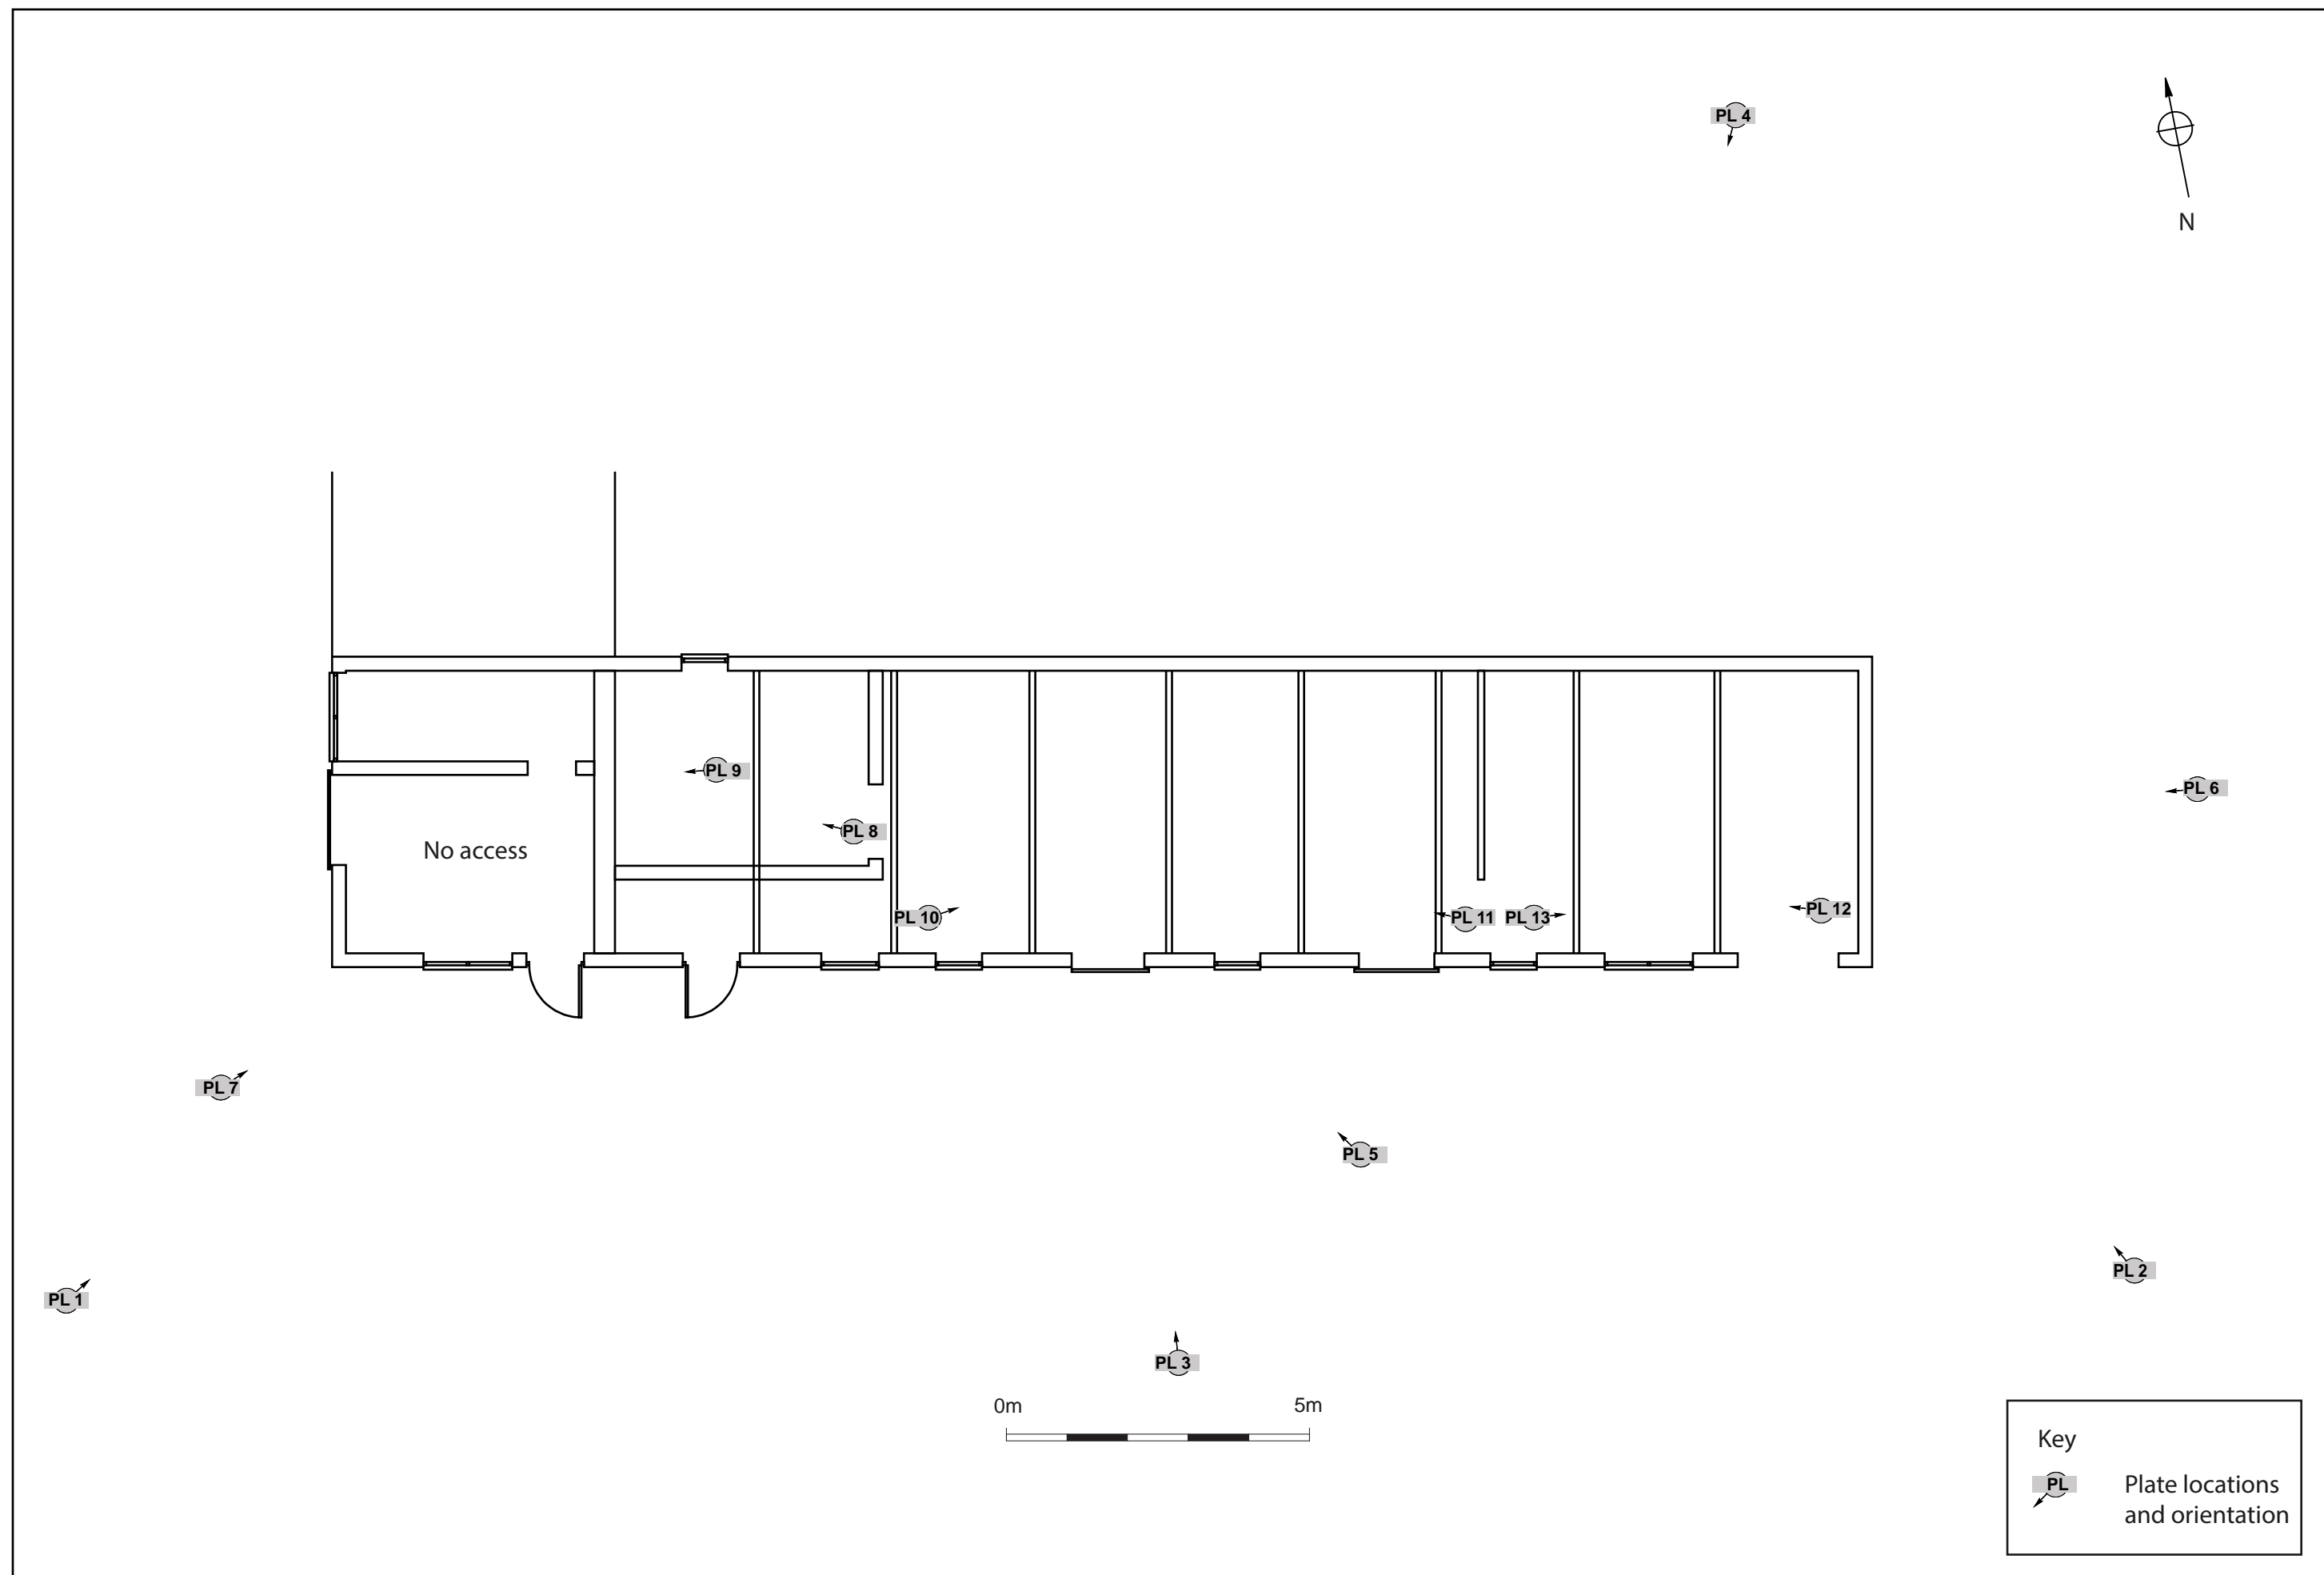 PL 4
N
PL 9
PL 6
PL 8
No access
PL 10
PL 11
PL 13
PL 12
PL 7
PL 5
PL 2
PL 1
PL 3
0m
5m
Key
PL
Plate locations
and orientation